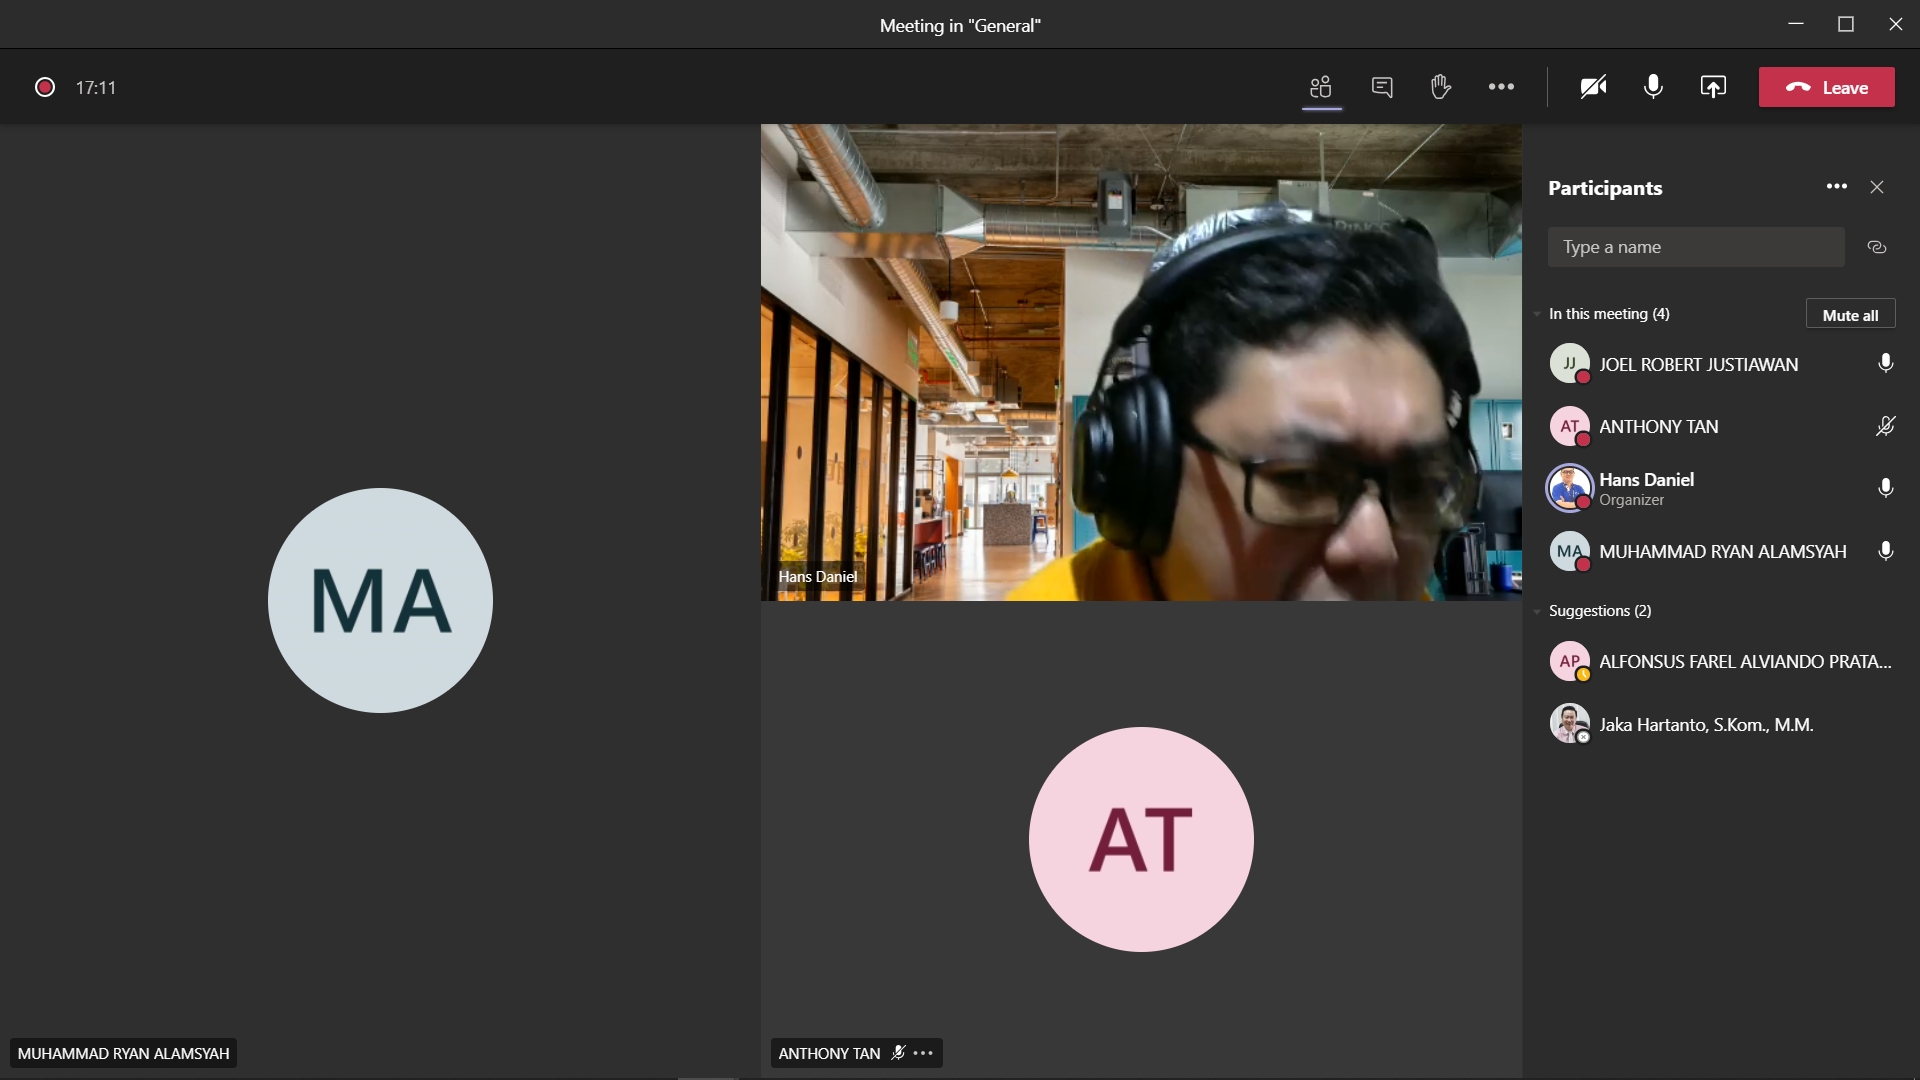 Meeting in "General"
17:11
Leave
MA
MUHAMMAD RYAN ALAMSYAH
Hans Daniel
AT
ANTHONY TAN
Participants
Type a name
In this meeting (4)
Mute all
JJ
JOEL ROBERT JUSTIAWAN
AT
ANTHONY TAN
Hans Daniel
Organizer
MA
MUHAMMAD RYAN ALAMSYAH
Suggestions (2)
AP
ALFONSUS FAREL ALVIANDO PRATA...
Jaka Hartanto, S.Kom., M.M.